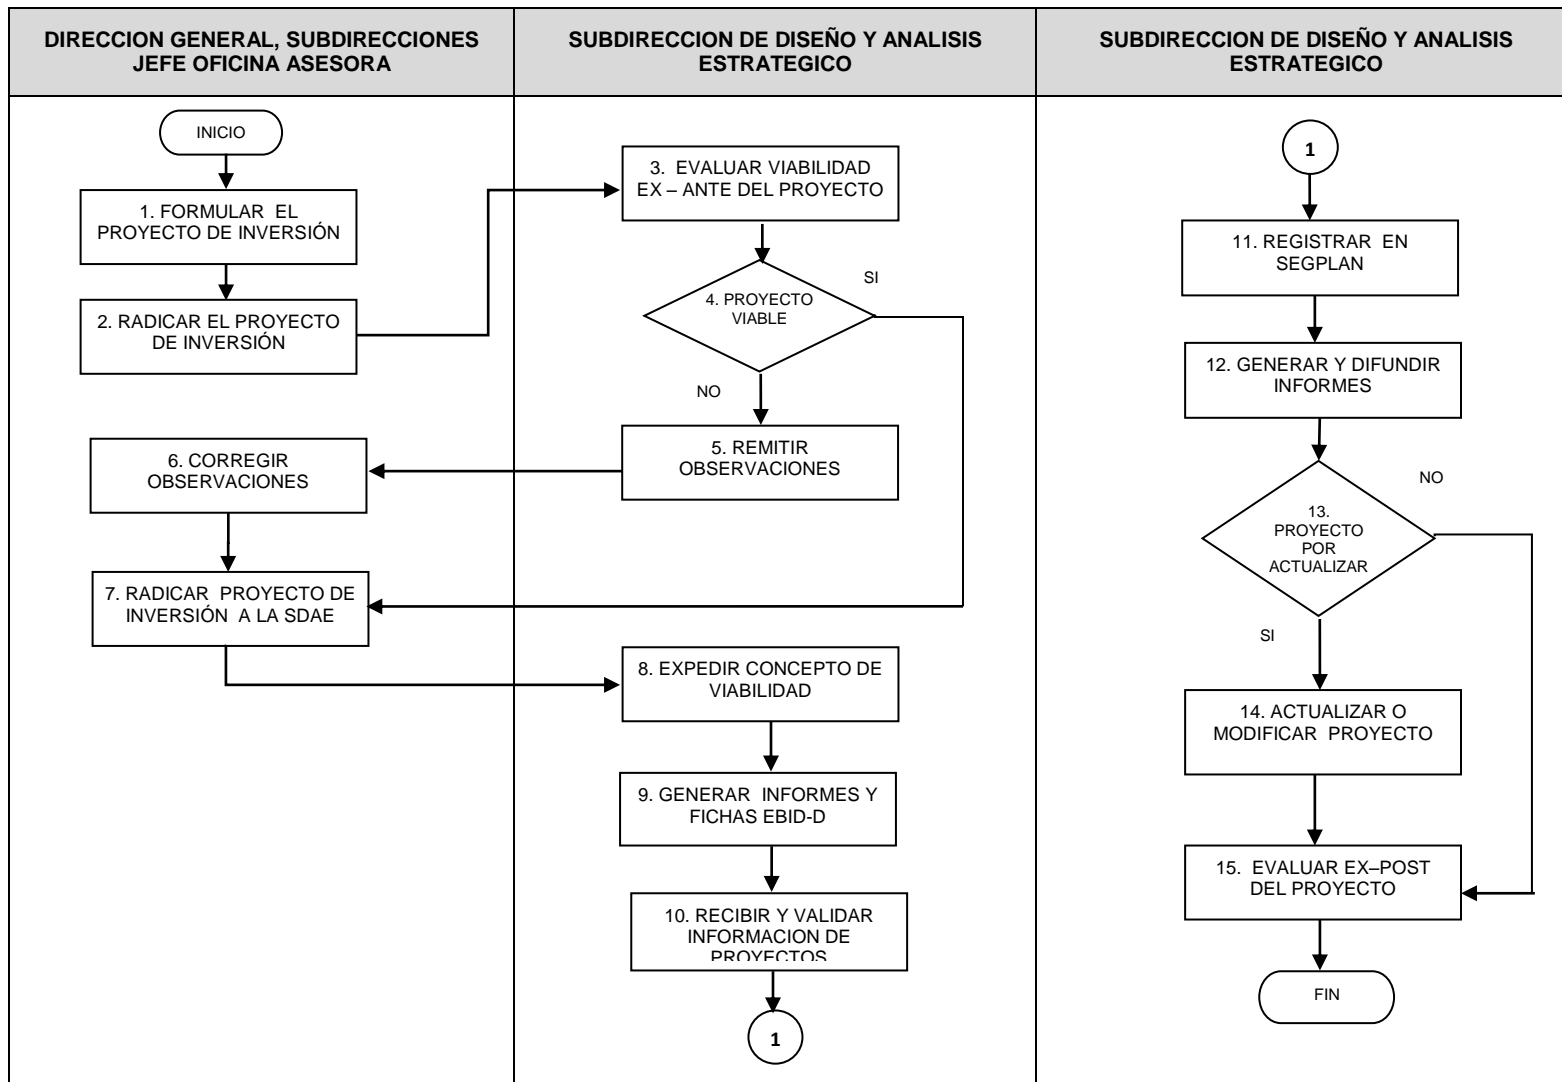 DIRECCION GENERAL, SUBDIRECCIONES
JEFE OFICINA ASESORA
SUBDIRECCION DE DISEÑO Y ANALISIS
ESTRATEGICO
SUBDIRECCION DE DISEÑO Y ANALISIS
ESTRATEGICO
INICIO
1. FORMULAR EL
PROYECTO DE INVERSIÓN
2. RADICAR EL PROYECTO
DE INVERSIÓN
3. EVALUAR VIABILIDAD
EX – ANTE DEL PROYECTO
4. PROYECTO
VIABLE
SI
NO
5. REMITIR
OBSERVACIONES
6. CORREGIR
OBSERVACIONES
7. RADICAR PROYECTO DE
INVERSIÓN A LA SDAE
8. EXPEDIR CONCEPTO DE
VIABILIDAD
9. GENERAR INFORMES Y
FICHAS EBID-D
10. RECIBIR Y VALIDAR
INFORMACION DE
PROYECTOS
1
1
11. REGISTRAR EN
SEGPLAN
12. GENERAR Y DIFUNDIR
INFORMES
13.
PROYECTO
POR
ACTUALIZAR
NO
SI
14. ACTUALIZAR O
MODIFICAR PROYECTO
15. EVALUAR EX–POST
DEL PROYECTO
FIN